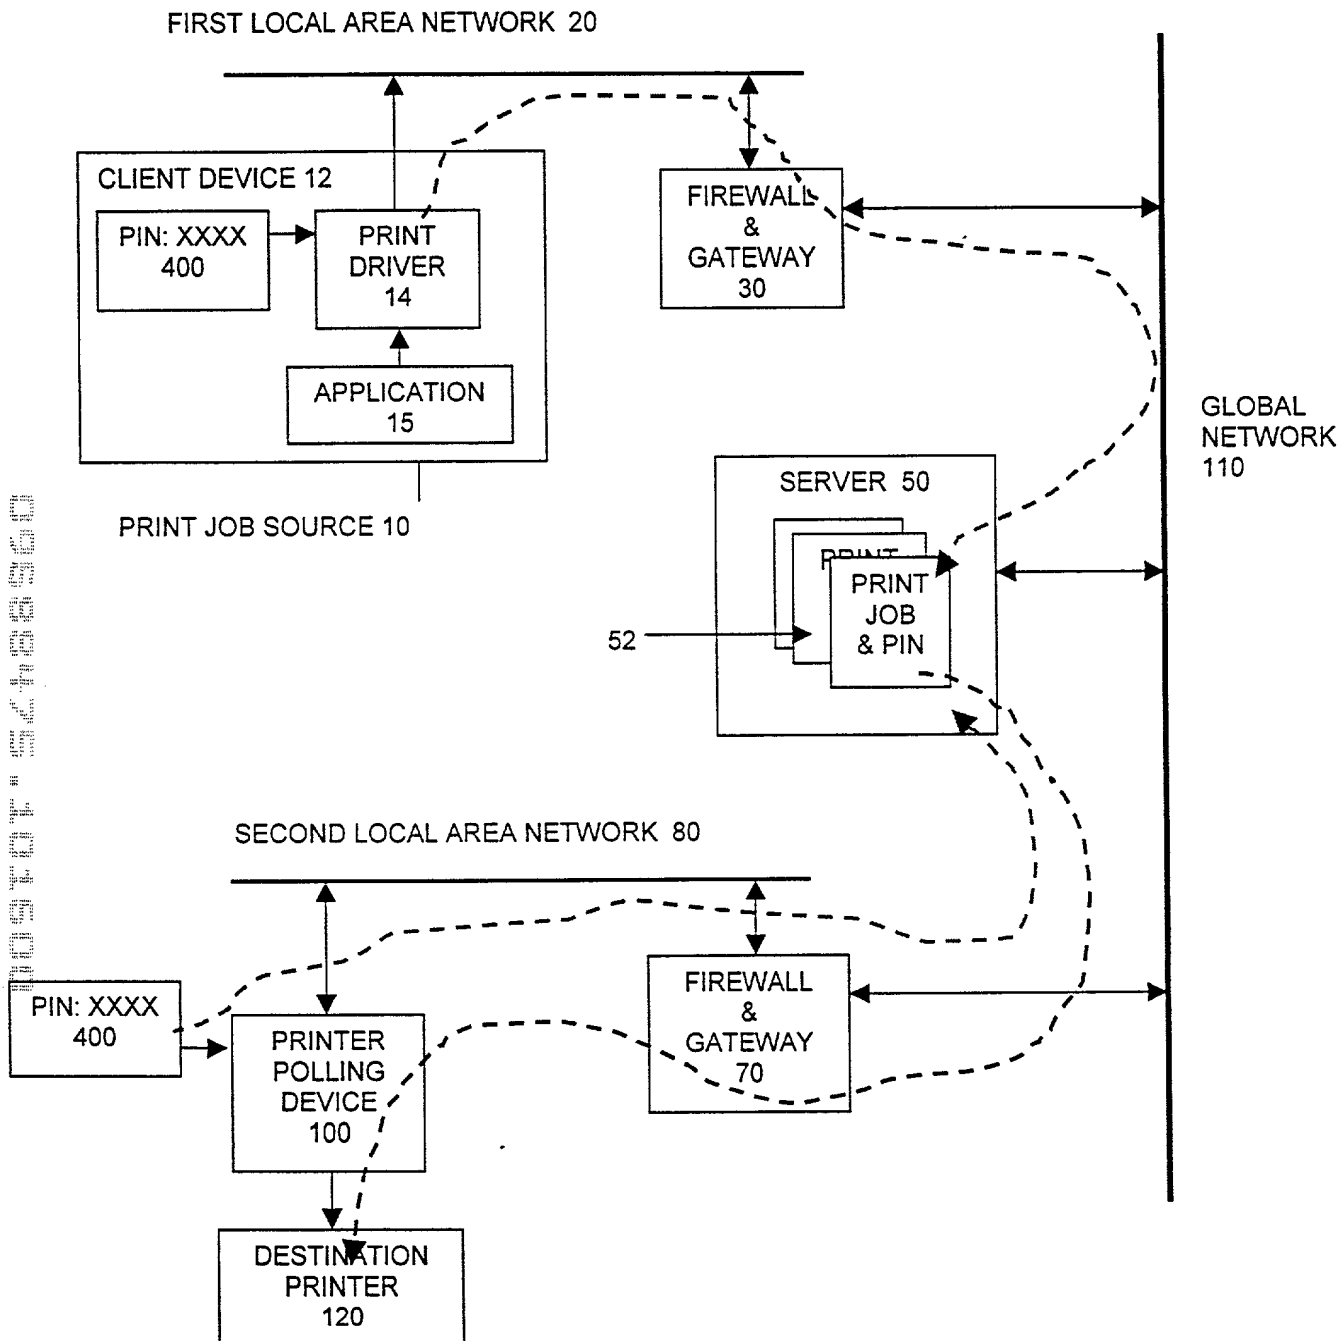 FIRST LOCAL AREA NETWORK 20
CLIENT DEVICE 12
PIN: XXXX
400
PRINT
DRIVER
14
APPLICATION
15
PRINT JOB SOURCE 10
FIREWALL
&
GATEWAY
30
GLOBAL
NETWORK
110
SERVER 50
PRINT
PRINT
JOB
& PIN
52
SECOND LOCAL AREA NETWORK 80
PIN: XXXX
400
PRINTER
POLLING
DEVICE
100
FIREWALL
&
GATEWAY
70
DESTINATION
PRINTER
120